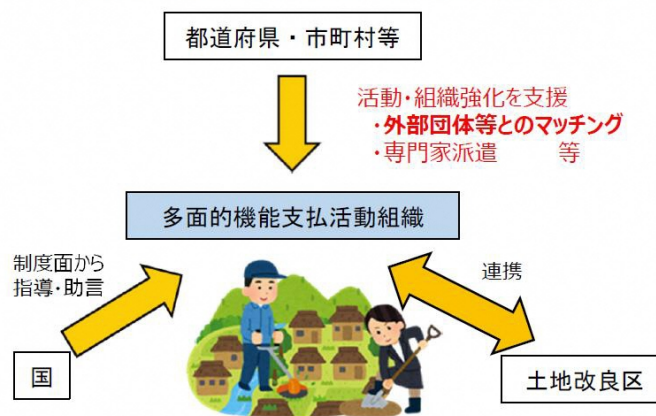 都道府県・市町村等
活動・組織強化を支援
・外部団体等とのマッチング
・専門家派遣　　等
多面的機能支払活動組織
制度面から
指導・助言
連携
国
土地改良区